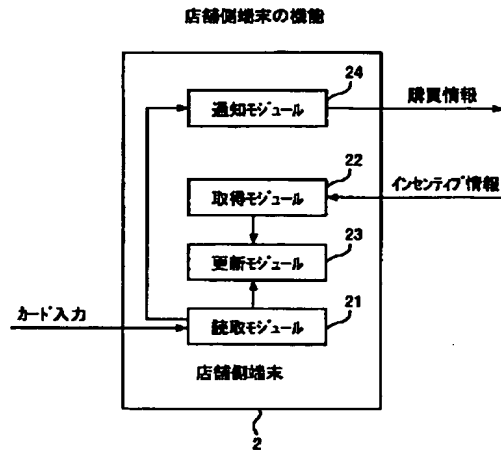 店舗側端末の機能
24
通知モジュール
購買情報
22
取得モジュール
インセンティブ情報
23
更新モジュール
カード入力
21
読取モジュール
店舗側端末
2